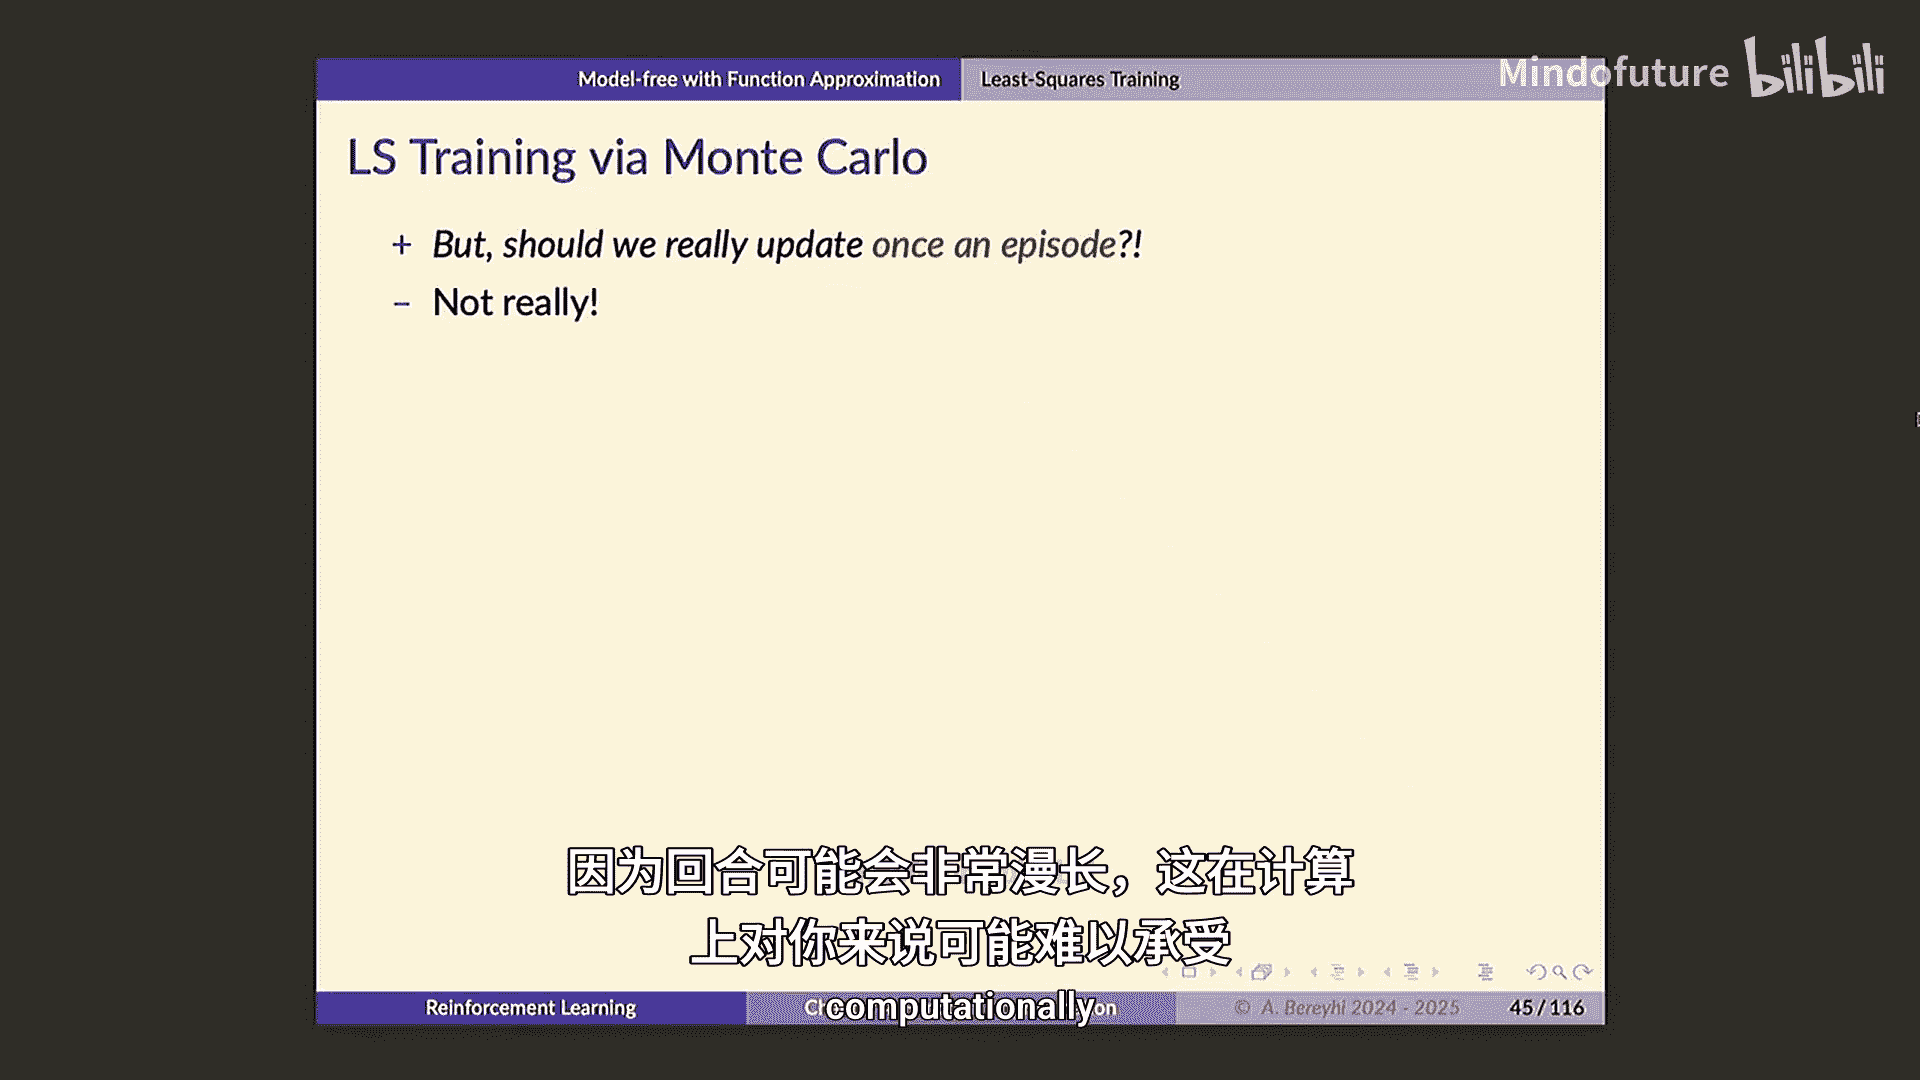 Model-free with Function Approximation
Least-Squares Training
Mindofuture bilibili
LS Training via Monte Carlo
+ But, should we really update once an episode?!
– Not really!
因为回合可能会非常漫长，这在计算
上对你来说可能难以承受
computationally
Reinforcement Learning
© A. Bereyhi 2024 - 2025
45 / 116